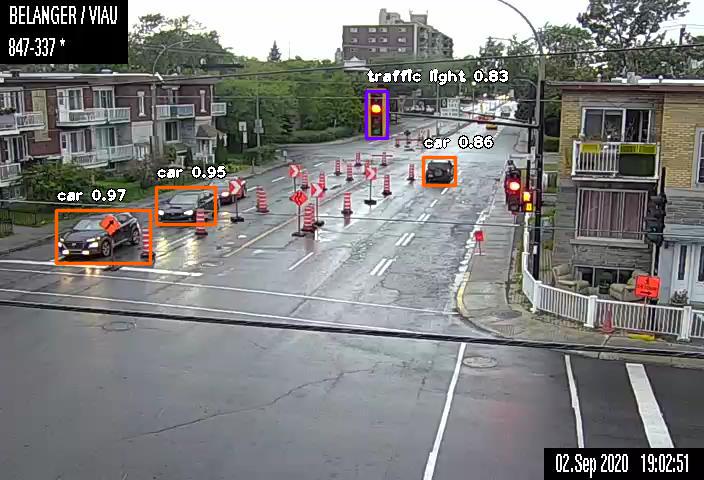 BELANGER / VIAU
847-337 *
traffic light 0.83
car 0.86
car 0.95
car 0.97
02.Sep 2020 19:02:51